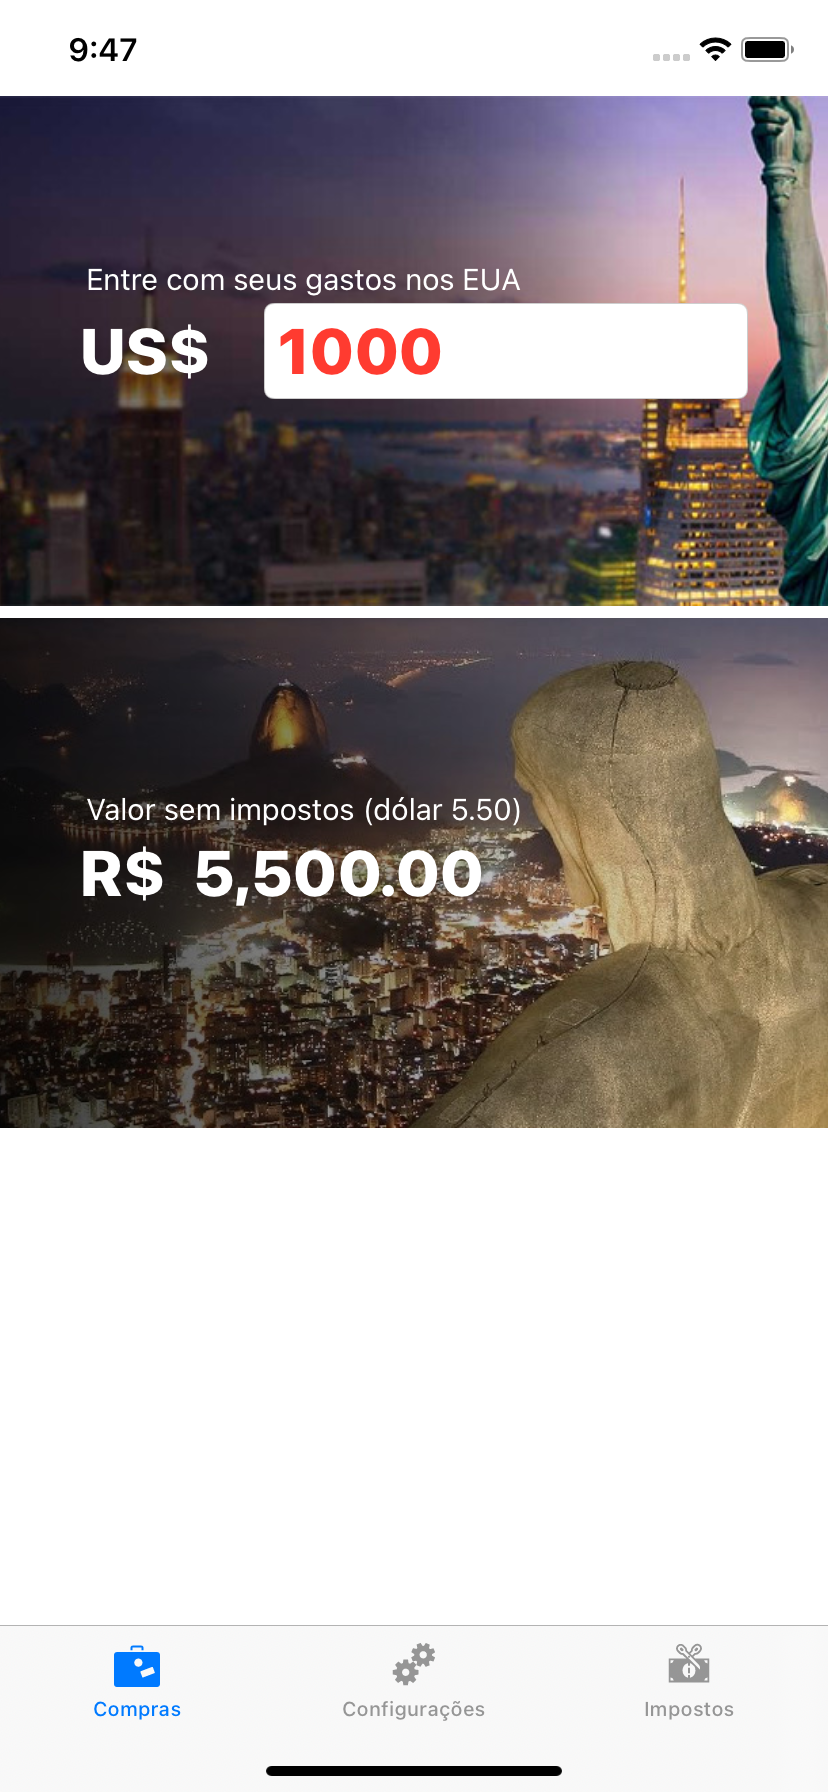 9:47
Entre com seus gastos nos EUA
US$ 1000
Valor sem impostos (dólar 5.50)
R$ 5,500.00
Compras Configurações Impostos